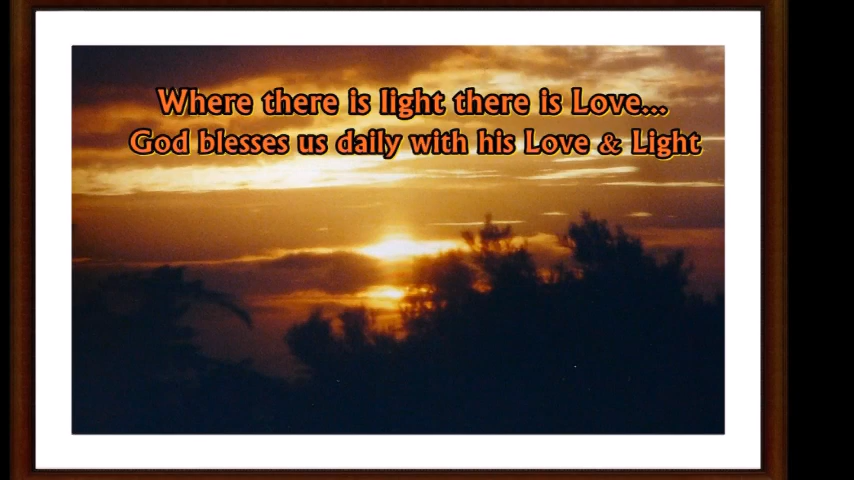 Where there is light there is Love...
God blesses us daily with his Love & Light